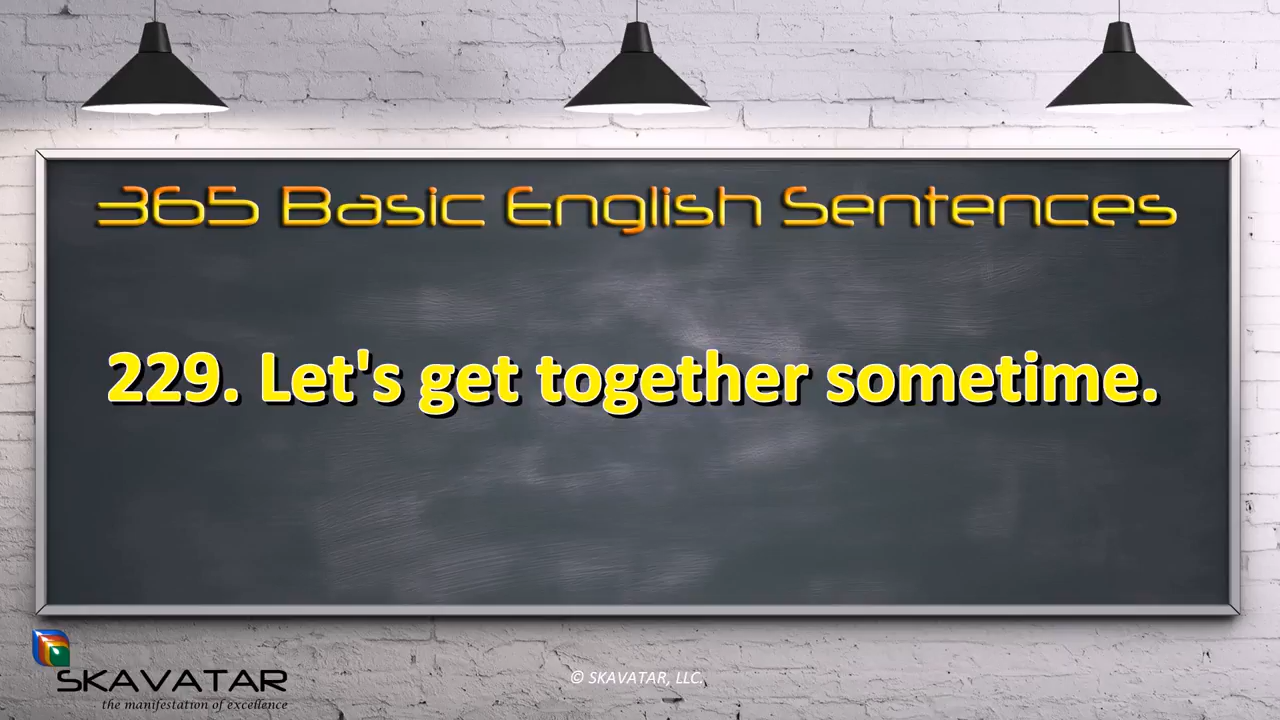 365 Basic English Sentences
229. Let's get together sometime.
SKAVATAR
the manifestation of excellence
© SKAVATAR, LLC.